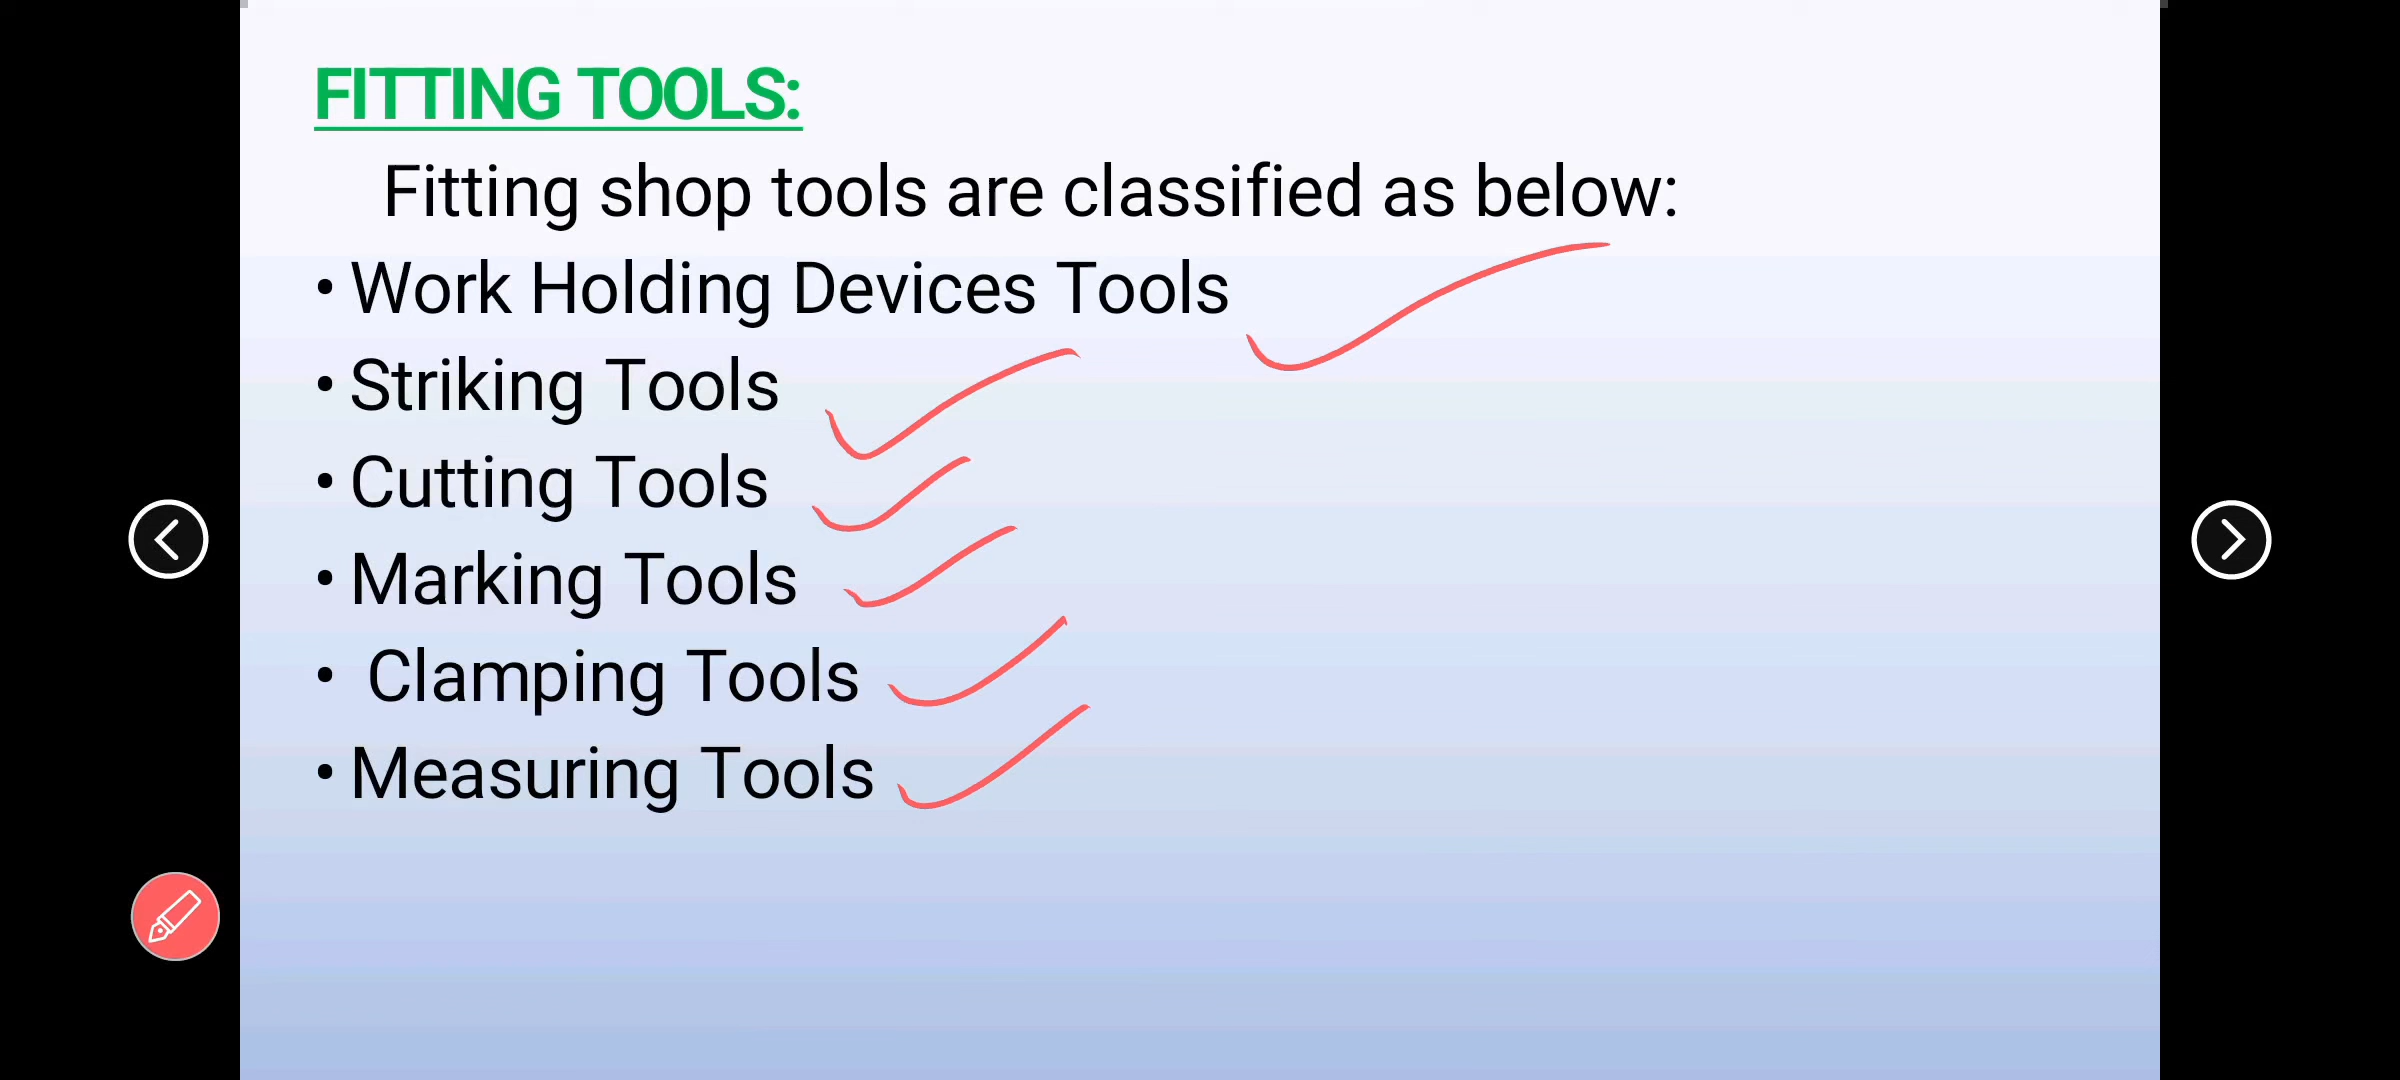 FITTING TOOLS:
Fitting shop tools are classified as below:
• Work Holding Devices Tools
• Striking Tools
• Cutting Tools
• Marking Tools
• Clamping Tools
• Measuring Tools